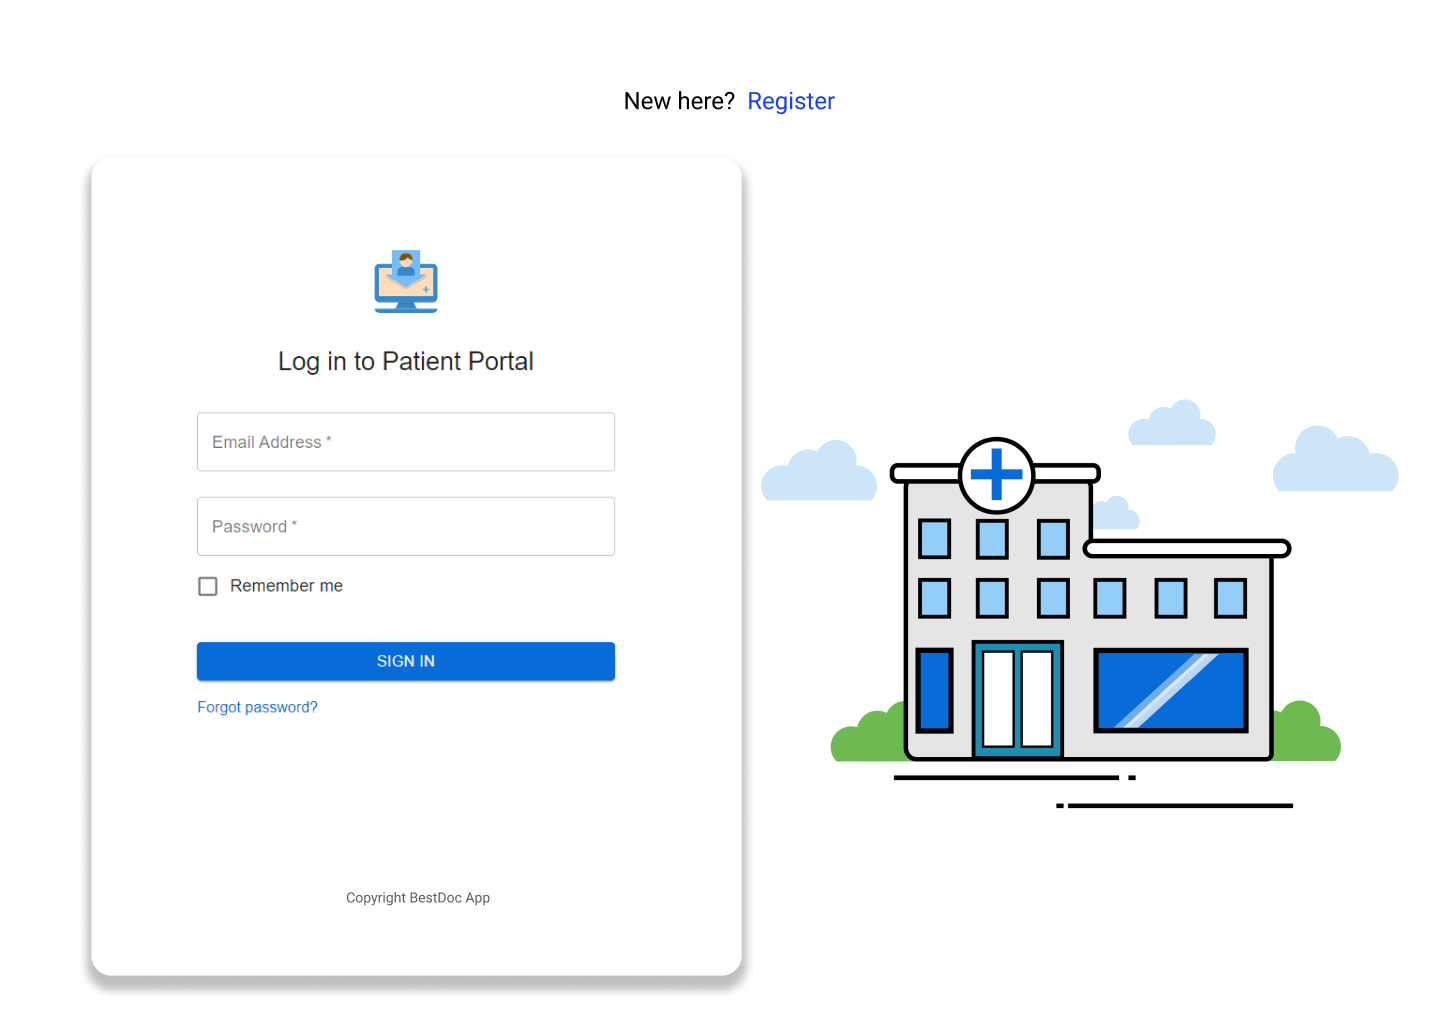 New here? Register
Log in to Patient Portal
Email Address *
Password *
Remember me
SIGN IN
Forgot password?
Copyright BestDoc App